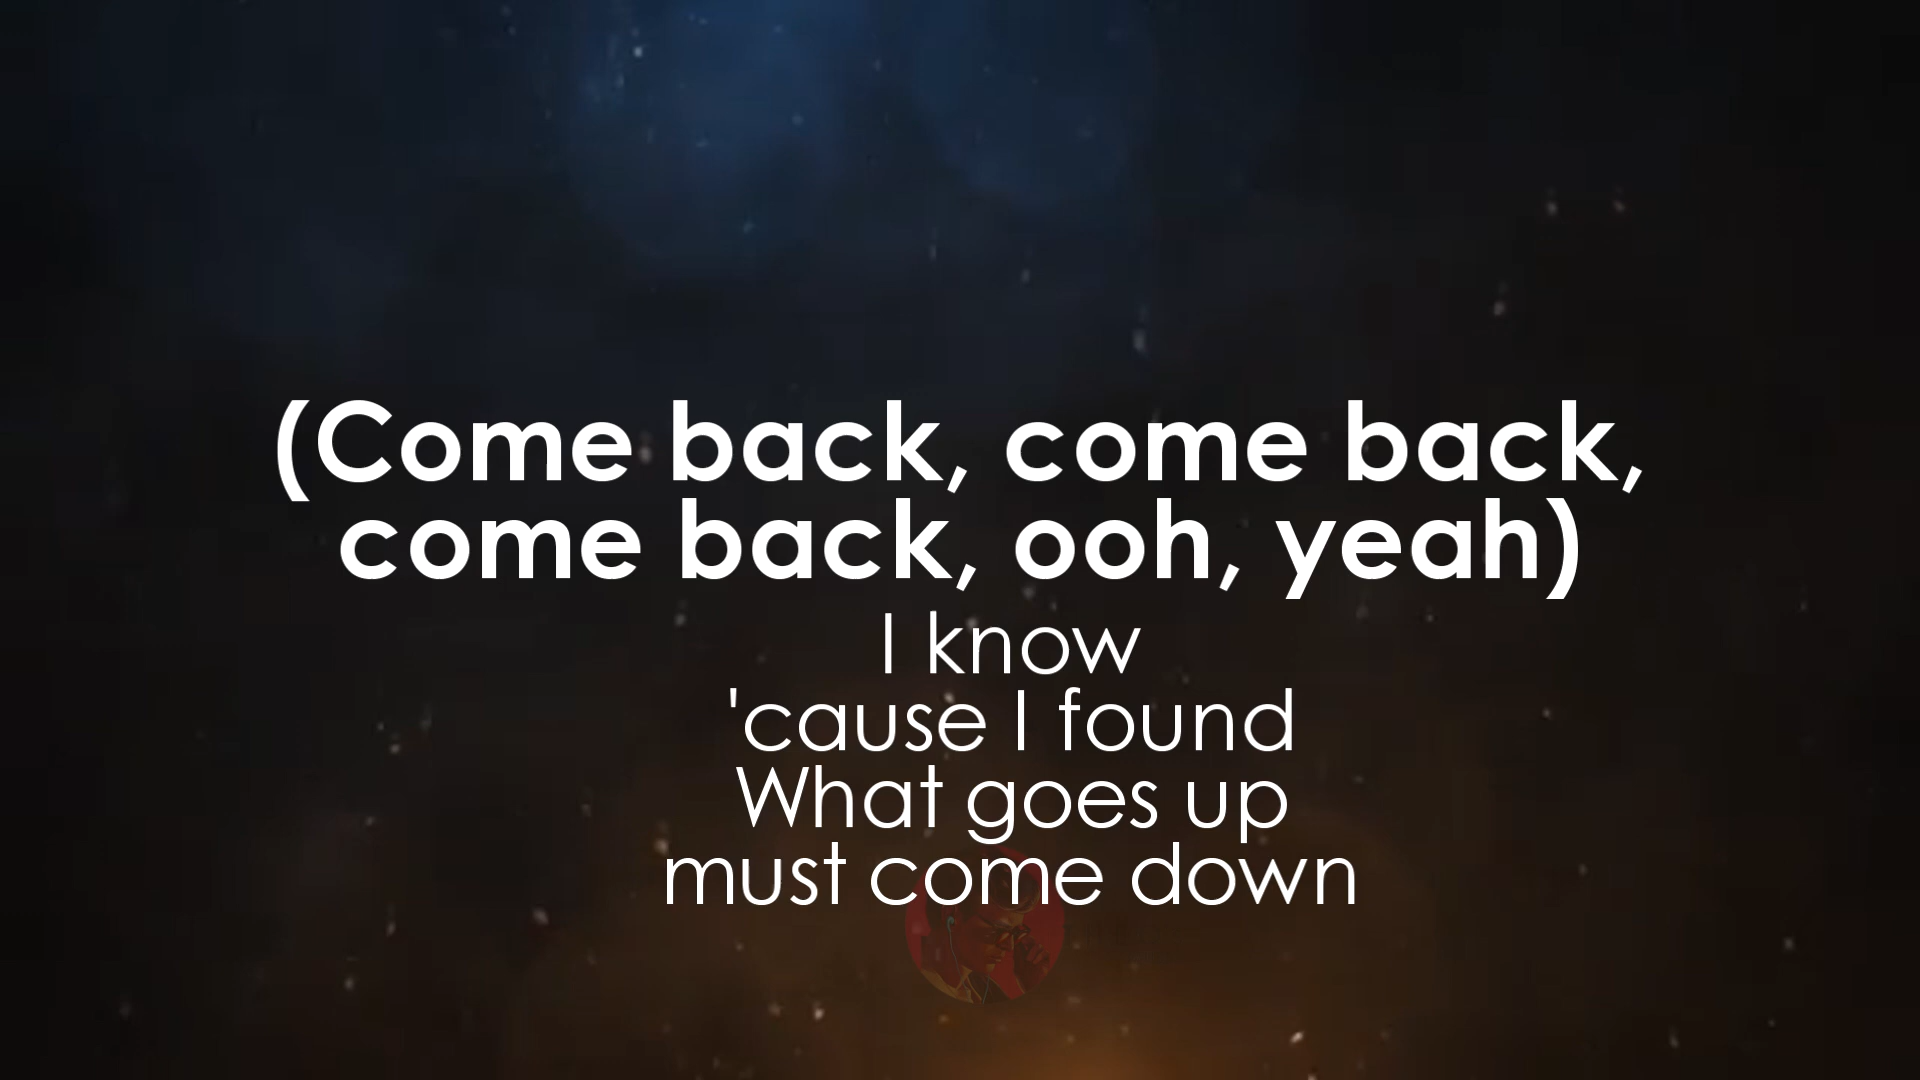 (Come back, come back,
come back, ooh, yeah)
I know
'cause I found
What goes up
must come down